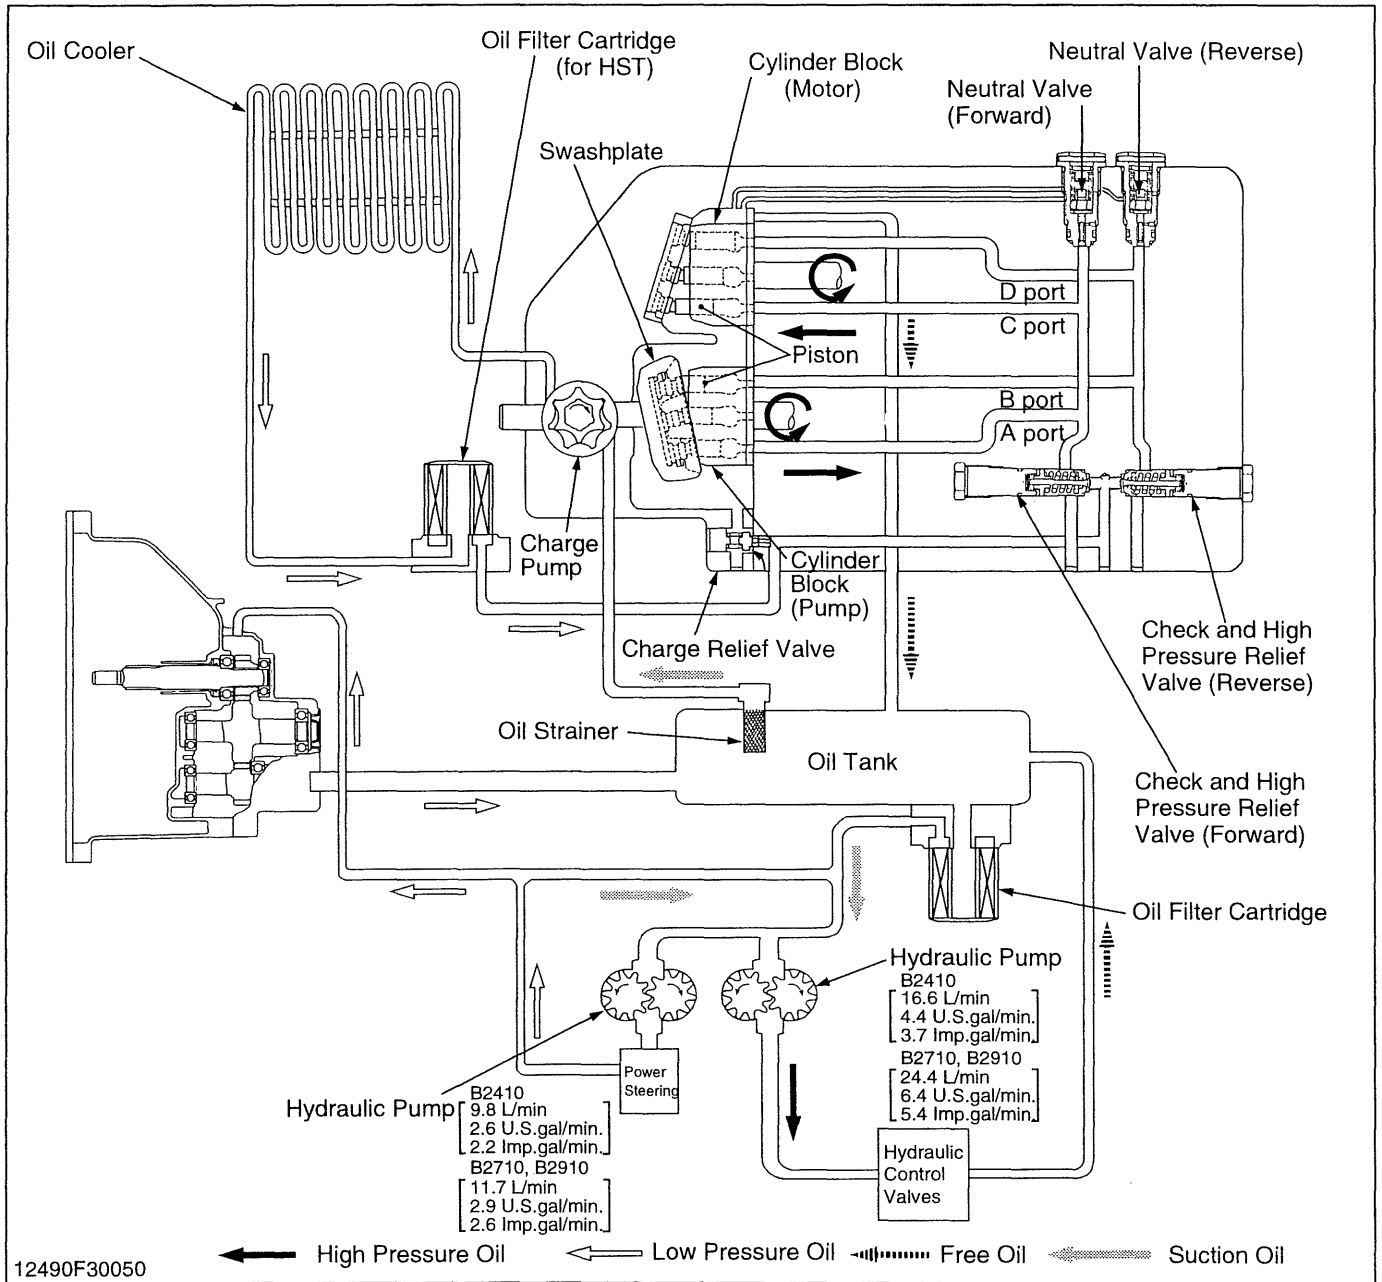 Oil Cooler
Oil Filter Cartridge
(for HST)
Cylinder Block
(Motor)
Neutral Valve (Reverse)
Neutral Valve
(Forward)
Swashplate
D port
C port
Piston
B port
A port
Charge
Pump
Cylinder
Block
(Pump)
Charge Relief Valve
Check and High
Pressure Relief
Valve (Reverse)
Oil Strainer
Oil Tank
Check and High
Pressure Relief
Valve (Forward)
Oil Filter Cartridge
Hydraulic Pump
B2410
16.6 L/min
4.4 U.S.gal/min.
3.7 Imp.gal/min.
B2710, B2910
24.4 L/min
6.4 U.S.gal/min.
5.4 Imp.gal/min.
Power
Steering
Hydraulic Pump
B2410
9.8 L/min
2.6 U.S.gal/min.
2.2 Imp.gal/min.
B2710, B2910
11.7 L/min
2.9 U.S.gal/min.
2.6 Imp.gal/min.
Hydraulic
Control
Valves
High Pressure Oil
Low Pressure Oil
Free Oil
Suction Oil
12490F30050